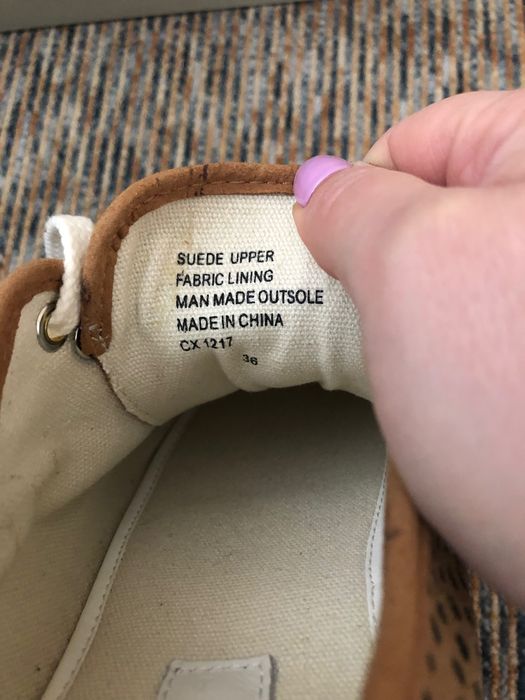 SUEDE UPPER
FABRIC LINING
MAN MADE OUTSOLE
MADE IN CHINA
CX 1217
36